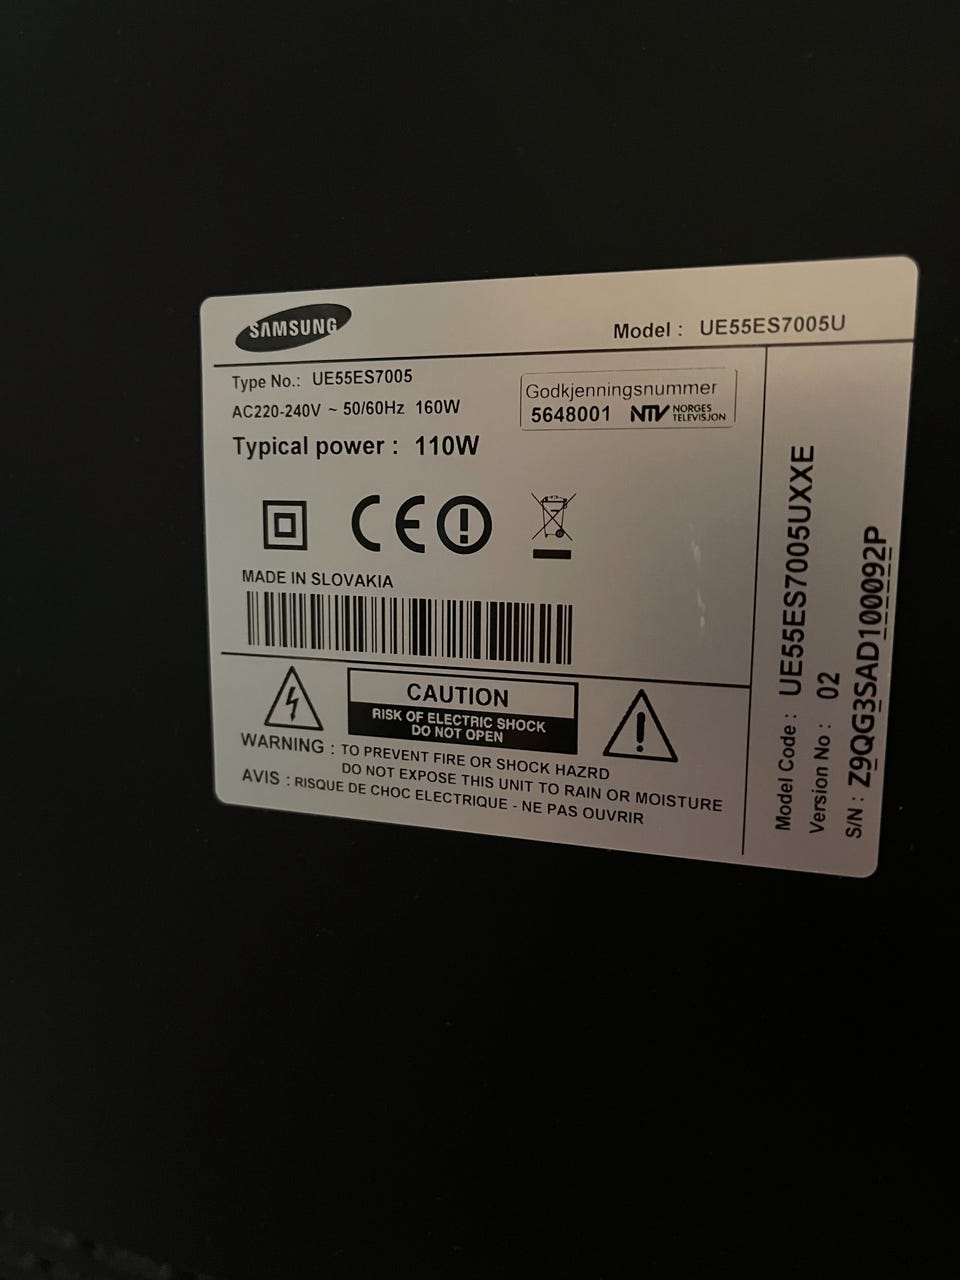 SAMSUNG
Model : UE55ES7005U
Type No.: UE55ES7005
AC220-240V ~ 50/60Hz 160W
Typical power : 110W
Godkjenningsnummer
5648001 NTV NORGES TELEVISJON
CE
MADE IN SLOVAKIA
CAUTION
RISK OF ELECTRIC SHOCK
DO NOT OPEN
WARNING : TO PREVENT FIRE OR SHOCK HAZRD
DO NOT EXPOSE THIS UNIT TO RAIN OR MOISTURE
AVIS : RISQUE DE CHOC ELECTRIQUE - NE PAS OUVRIR
Model Code : UE55ES7005UXXE
Version No : 02
S/N : Z9QG3SAD100092P